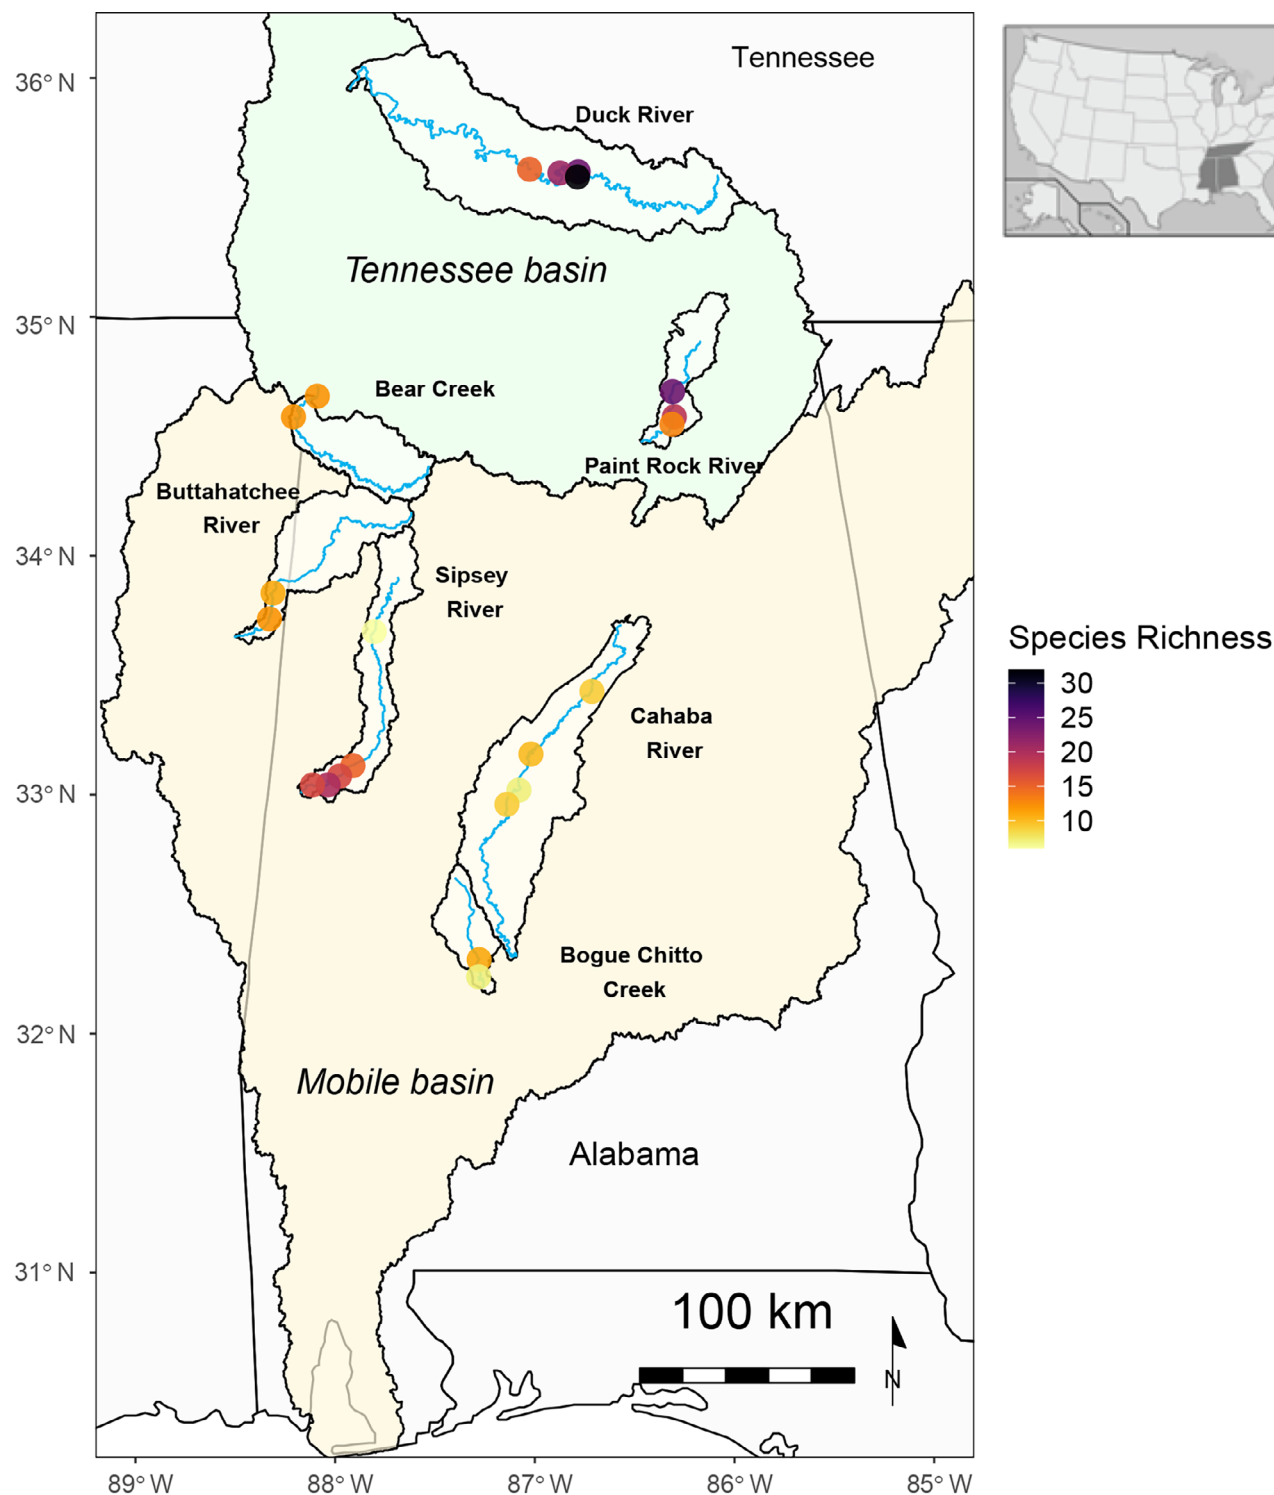 Tennessee
36° N
Duck River
Tennessee basin
35° N
Bear Creek
Paint Rock River
Buttahatchee
River
34° N
Sipsey
River
Species Richness
30
25
20
15
10
Cahaba
River
33° N
Bogue Chitto
Creek
32° N
Mobile basin
Alabama
31° N
100 km
N
89° W
88° W
87° W
86° W
85° W